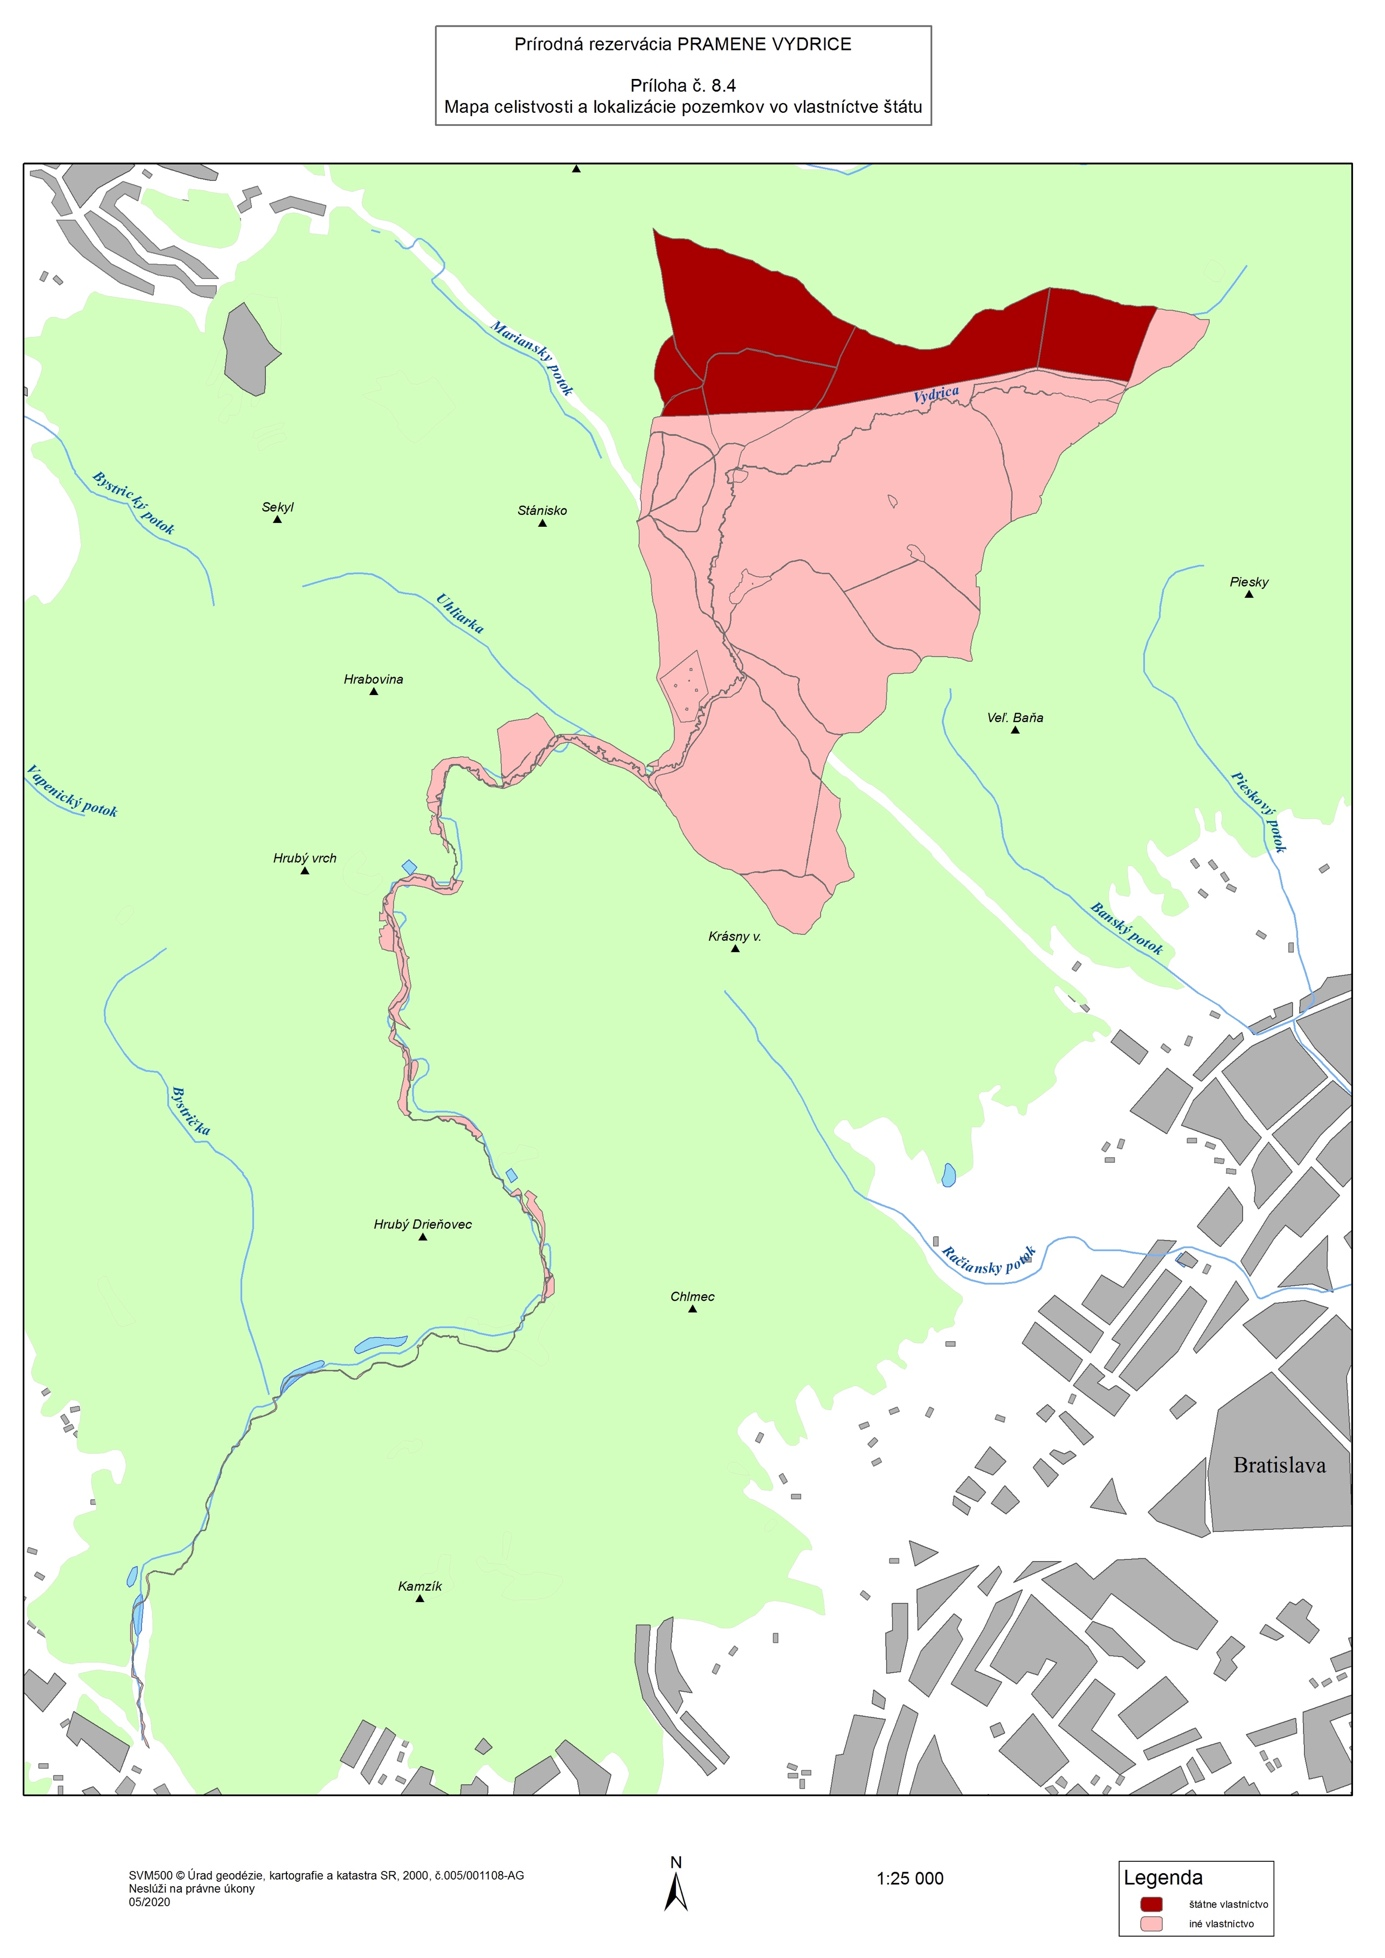 Prírodná rezervácia PRAMENE VYDRICE
Príloha č. 8.4
Mapa celistvosti a lokalizácie pozemkov vo vlastníctve štátu
Mariansky potok
Vydrica
Bystrický potok
Sekyl
Stánisko
Uhliarka
Piesky
Hrabovina
Veľ. Baňa
Vapenický potok
Pieskový potok
Hrubý vrch
Banský potok
Krásny v.
Bystrička
Hrubý Drieňovec
Račiansky potok
Chlmec
Bratislava
Kamzík
SVM500 © Úrad geodézie, kartografie a katastra SR, 2000, č.005/001108-AG
Neslúži na právne úkony
05/2020
N
1:25 000
Legenda
štátne vlastníctvo
iné vlastníctvo